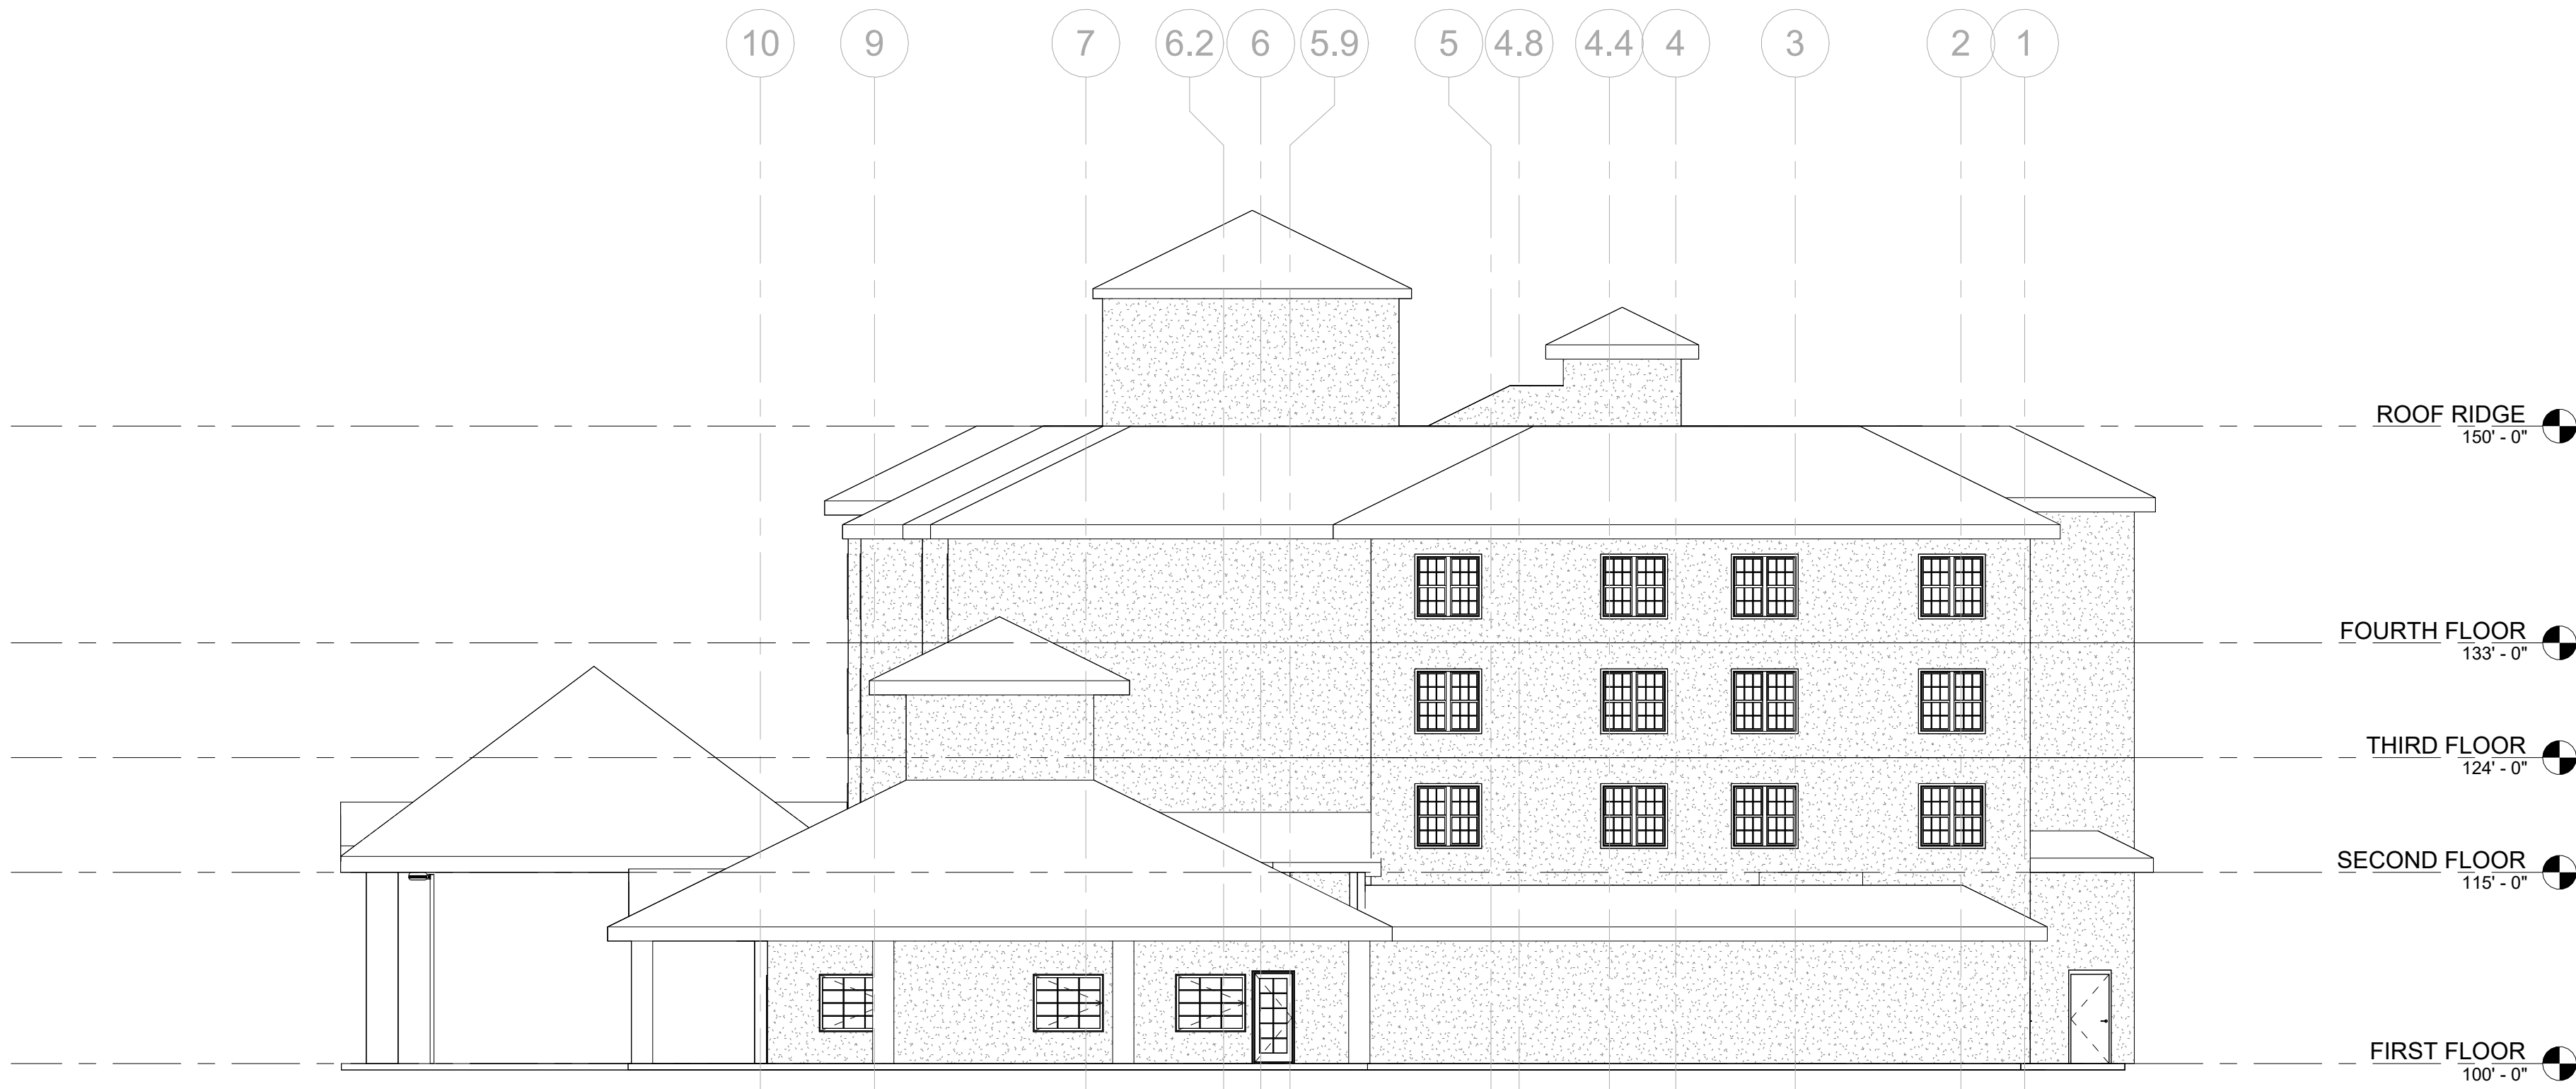 10 9 7 6.2 6 5.9 5 4.8 4.4 4 3 2 1
ROOF RIDGE
150' - 0"
FOURTH FLOOR
133' - 0"
THIRD FLOOR
124' - 0"
SECOND FLOOR
115' - 0"
FIRST FLOOR
100' - 0"